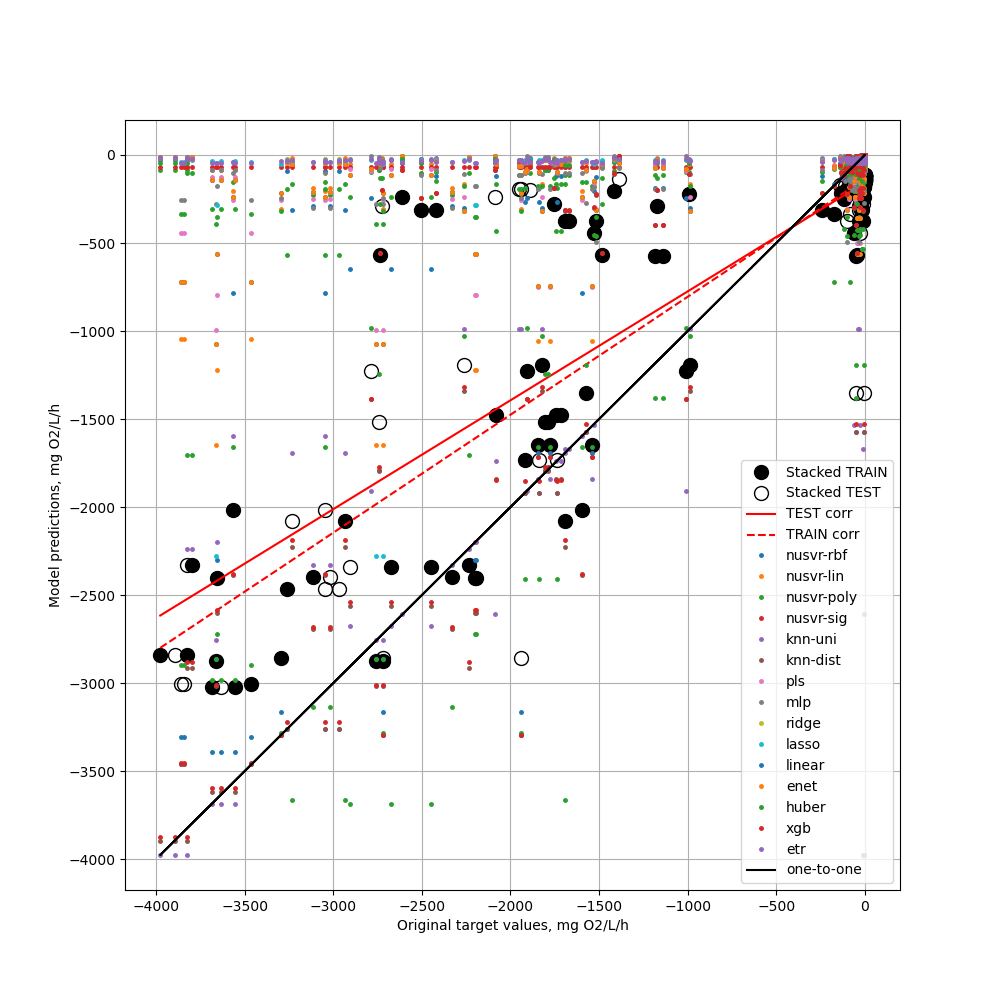 0
−500
−1000
−1500
−2000
−2500
−3000
−3500
−4000
Model predictions, mg O2/L/h
−4000 −3500 −3000 −2500 −2000 −1500 −1000 −500 0
Original target values, mg O2/L/h
Stacked TRAIN
Stacked TEST
TEST corr
TRAIN corr
nusvr-rbf
nusvr-lin
nusvr-poly
nusvr-sig
knn-uni
knn-dist
pls
mlp
ridge
lasso
linear
enet
huber
xgb
etr
one-to-one